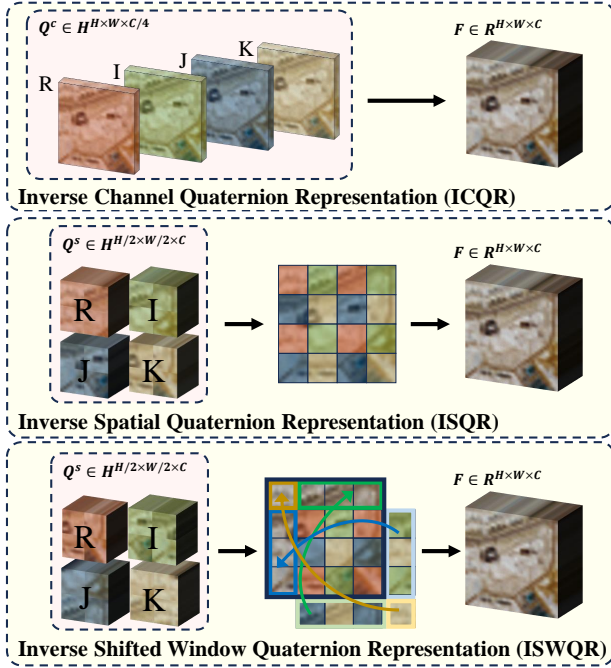 Q^c ∈ H^{H×W×C/4}
F ∈ R^{H×W×C}
R
I
J
K
Inverse Channel Quaternion Representation (ICQR)
Q^s ∈ H^{H/2×W/2×C}
F ∈ R^{H×W×C}
R I
J K
Inverse Spatial Quaternion Representation (ISQR)
Q^s ∈ H^{H/2×W/2×C}
F ∈ R^{H×W×C}
R I
J K
Inverse Shifted Window Quaternion Representation (ISWQR)